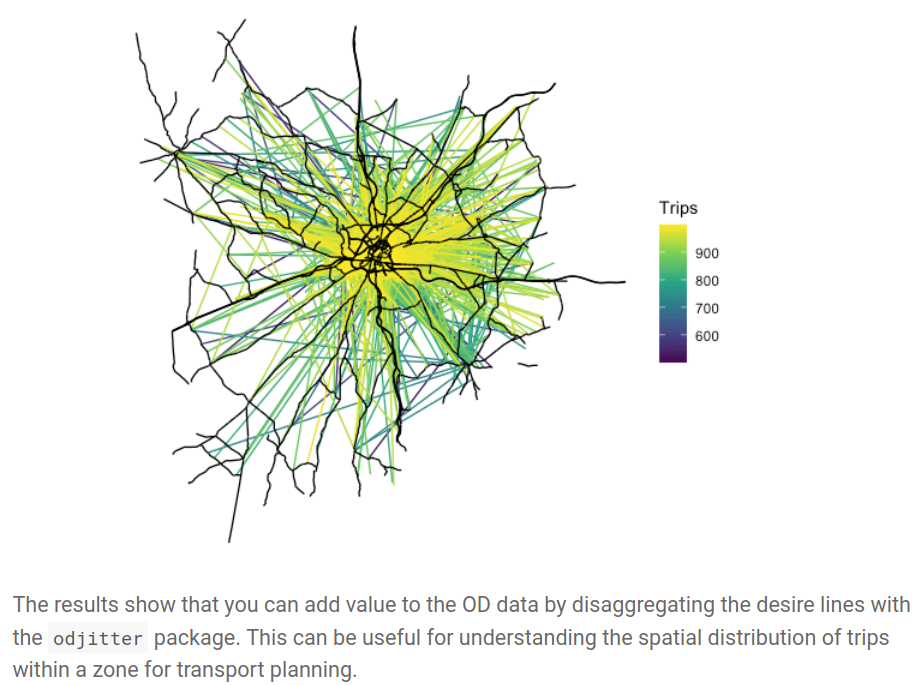 Trips
900
800
700
600
The results show that you can add value to the OD data by disaggregating the desire lines with
the odjitter package. This can be useful for understanding the spatial distribution of trips
within a zone for transport planning.